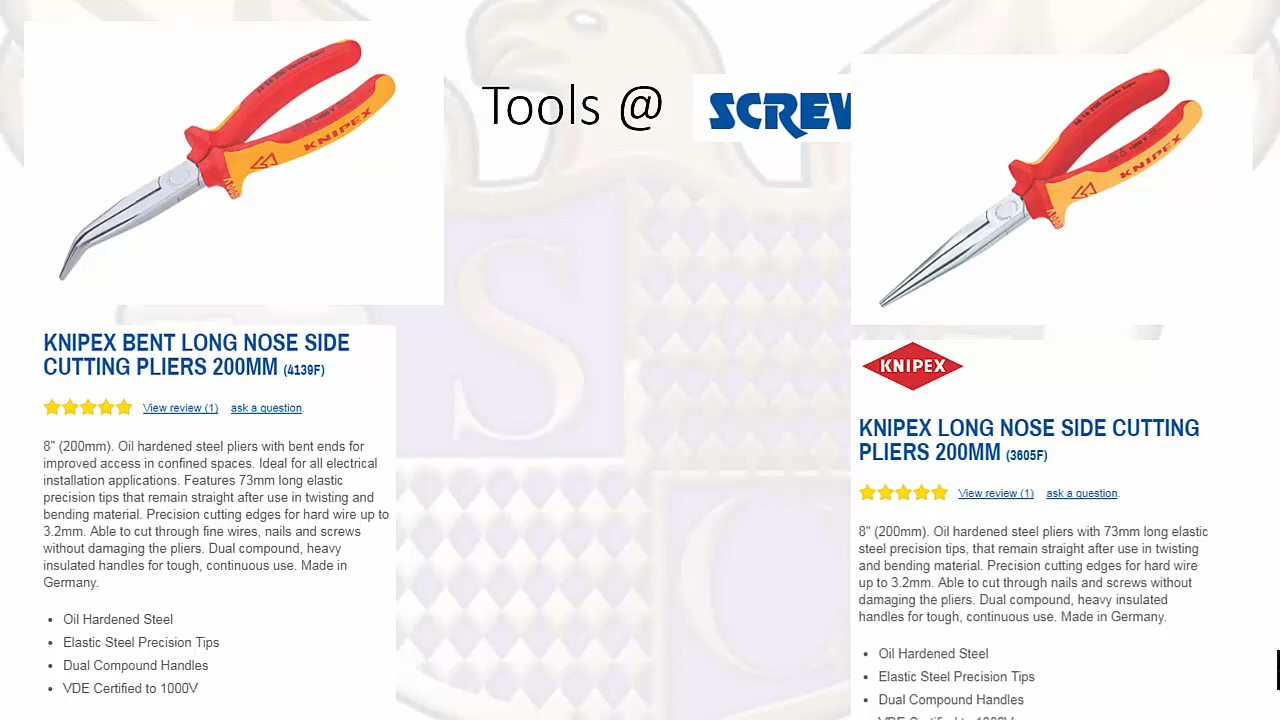 Tools @ SCREW
KNIPEX
KNIPEX
KNIPEX BENT LONG NOSE SIDE
CUTTING PLIERS 200MM (4139F)
View review (1) ask a question.
8" (200mm). Oil hardened steel pliers with bent ends for
improved access in confined spaces. Ideal for all electrical
installation applications. Features 73mm long elastic
precision tips that remain straight after use in twisting and
bending material. Precision cutting edges for hard wire up to
3.2mm. Able to cut through fine wires, nails and screws
without damaging the pliers. Dual compound, heavy
insulated handles for tough, continuous use. Made in
Germany.
• Oil Hardened Steel
• Elastic Steel Precision Tips
• Dual Compound Handles
• VDE Certified to 1000V
KNIPEX
KNIPEX LONG NOSE SIDE CUTTING
PLIERS 200MM (3605F)
View review (1) ask a question.
8" (200mm). Oil hardened steel pliers with 73mm long elastic
steel precision tips, that remain straight after use in twisting
and bending material. Precision cutting edges for hard wire
up to 3.2mm. Able to cut through nails and screws without
damaging the pliers. Dual compound, heavy insulated
handles for tough, continuous use. Made in Germany.
• Oil Hardened Steel
• Elastic Steel Precision Tips
• Dual Compound Handles
S
C